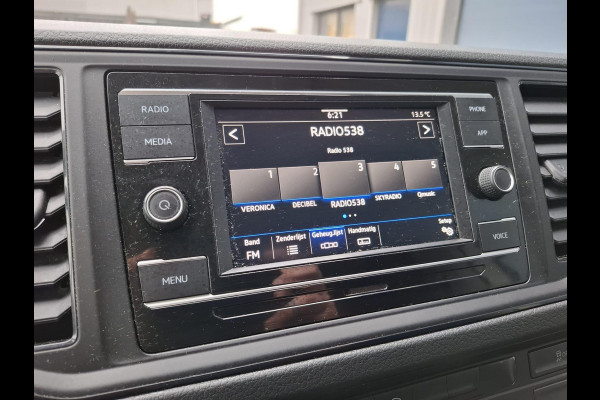 RADIO
MEDIA
MENU
PHONE
APP
VOICE
6:21 13.5°C
< RADIO538 >
Radio 538
1 2 3 4 5
VERONICA DECIBEL RADIO538 SKYRADIO Qmusic
Band Zenderlijst Geheug.lijst Handmatig Setup
FM